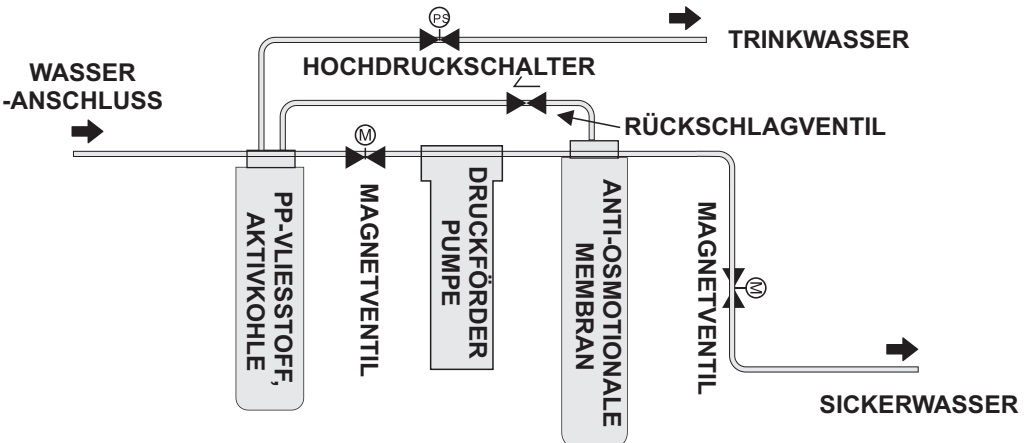 PS
TRINKWASSER
HOCHDRUCKSCHALTER
WASSER
-ANSCHLUSS
RÜCKSCHLAGVENTIL
M
PP-VLIESSTOFF,
AKTIVKOHLE
MAGNETVENTIL
DRUCKFÖRDER
PUMPE
ANTI-OSMOTIONALE
MEMBRAN
MAGNETVENTIL
M
SICKERWASSER